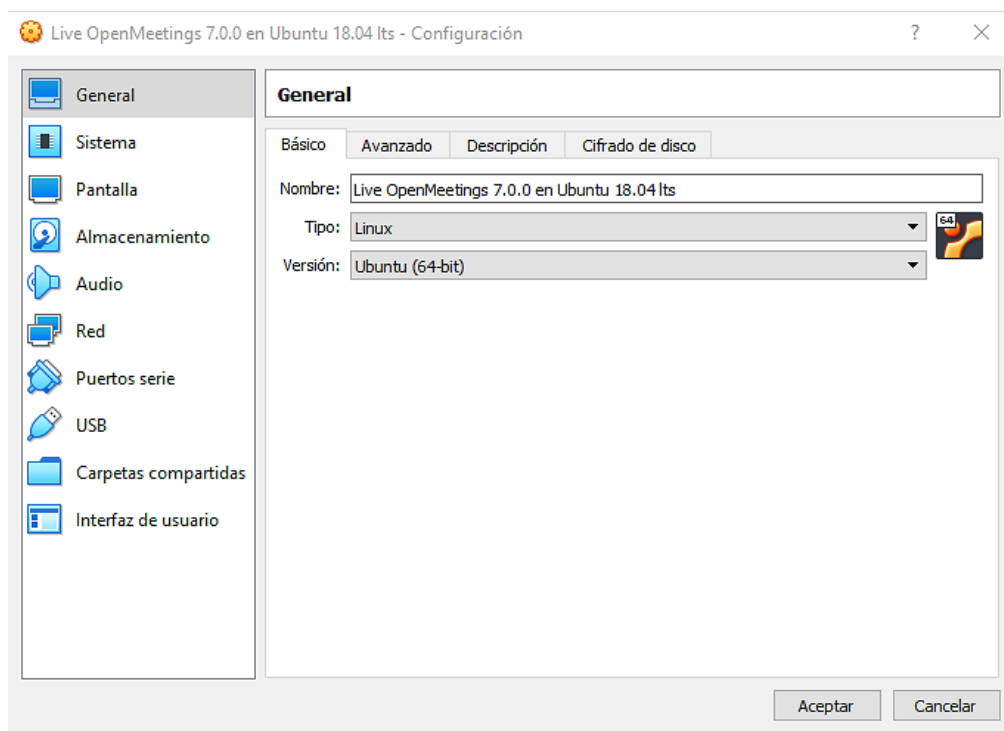 Live OpenMeetings 7.0.0 en Ubuntu 18.04 lts - Configuración
?
General
Sistema
Pantalla
Almacenamiento
Audio
Red
Puertos serie
USB
Carpetas compartidas
Interfaz de usuario
General
Básico Avanzado Descripción Cifrado de disco
Nombre: Live OpenMeetings 7.0.0 en Ubuntu 18.04 lts
Tipo: Linux
64
Versión: Ubuntu (64-bit)
Aceptar Cancelar